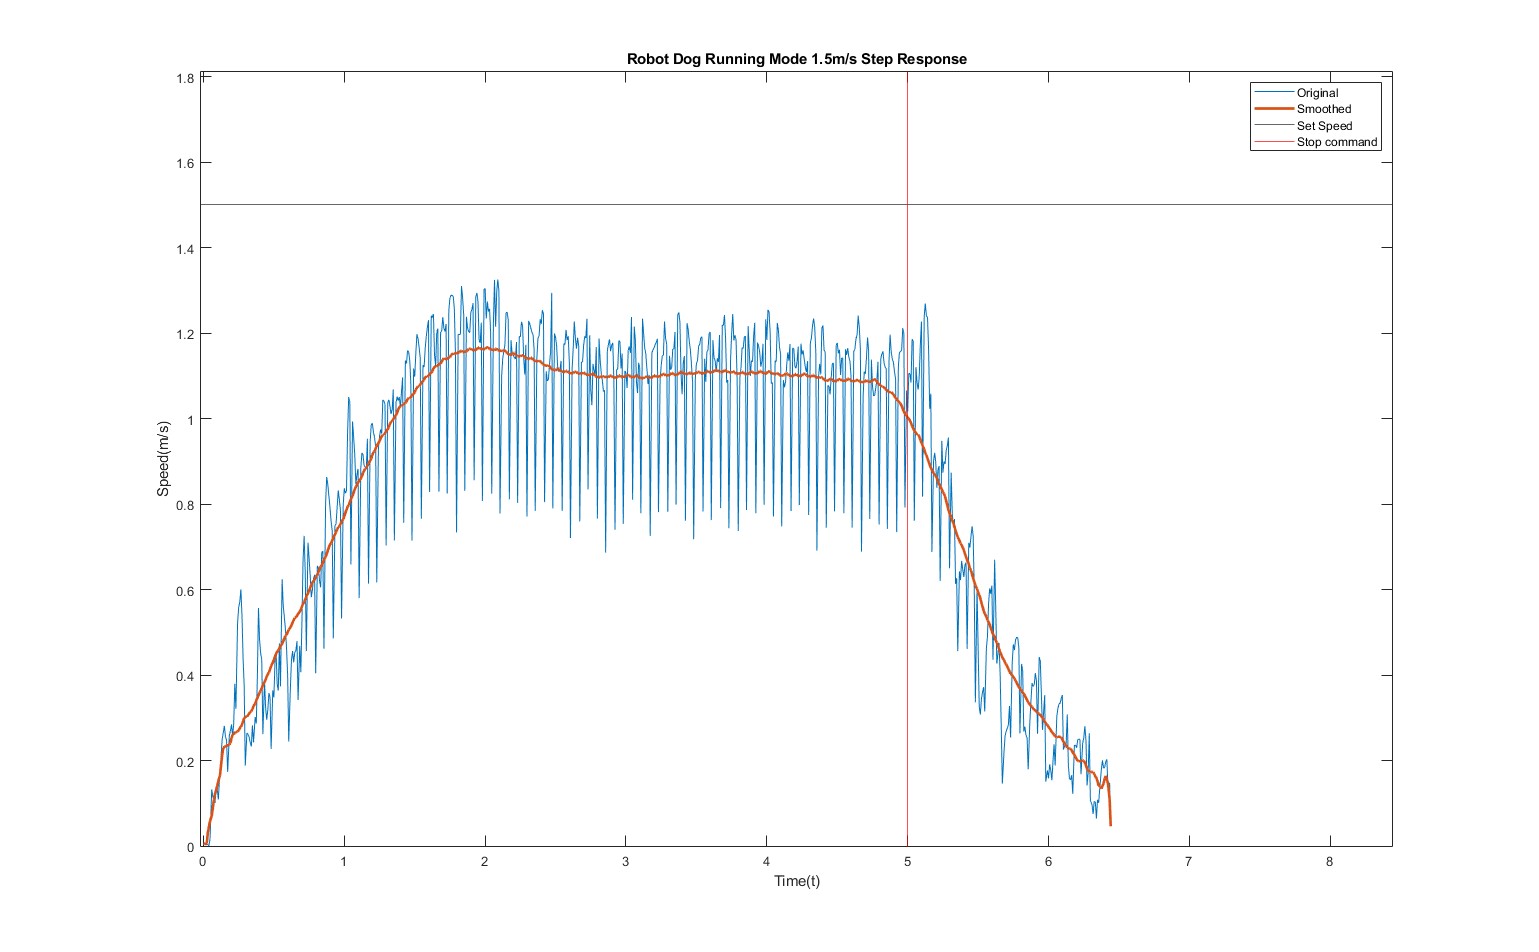 Robot Dog Running Mode 1.5m/s Step Response
Original
Smoothed
Set Speed
Stop command
1.8
1.6
1.4
1.2
1
0.8
0.6
0.4
0.2
0
Speed(m/s)
0 1 2 3 4 5 6 7 8
Time(t)